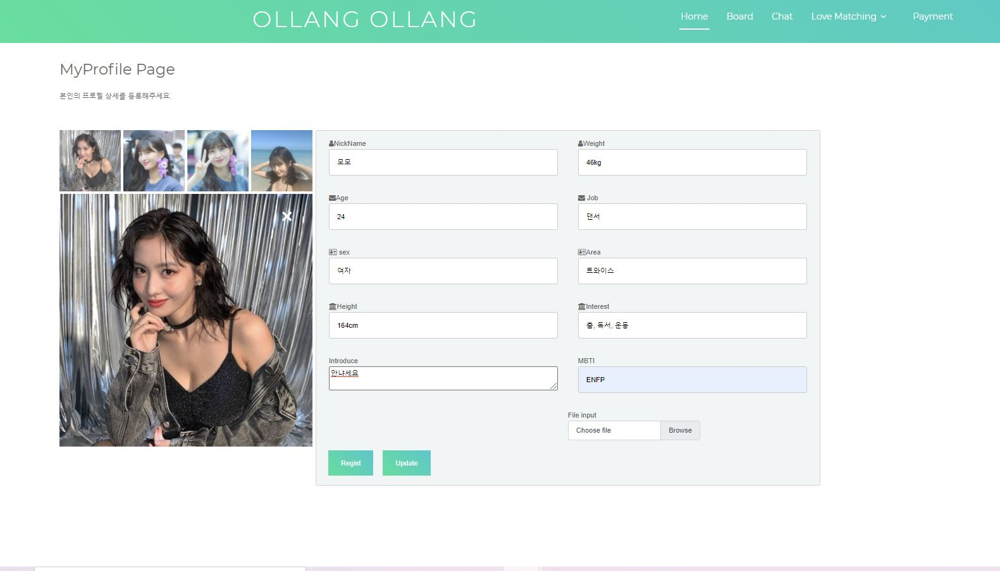 OLLANG OLLANG
Home Board Chat Love Matching Payment
MyProfile Page
본인의 프로필 상세를 등록해주세요.
NickName
모모
Weight
46kg
Age
24
Job
댄서
sex
여자
Area
트와이스
Height
164cm
Interest
춤, 독서, 운동
Introduce
안냐세요
MBTI
ENFP
File input
Choose file Browse
Regist Update